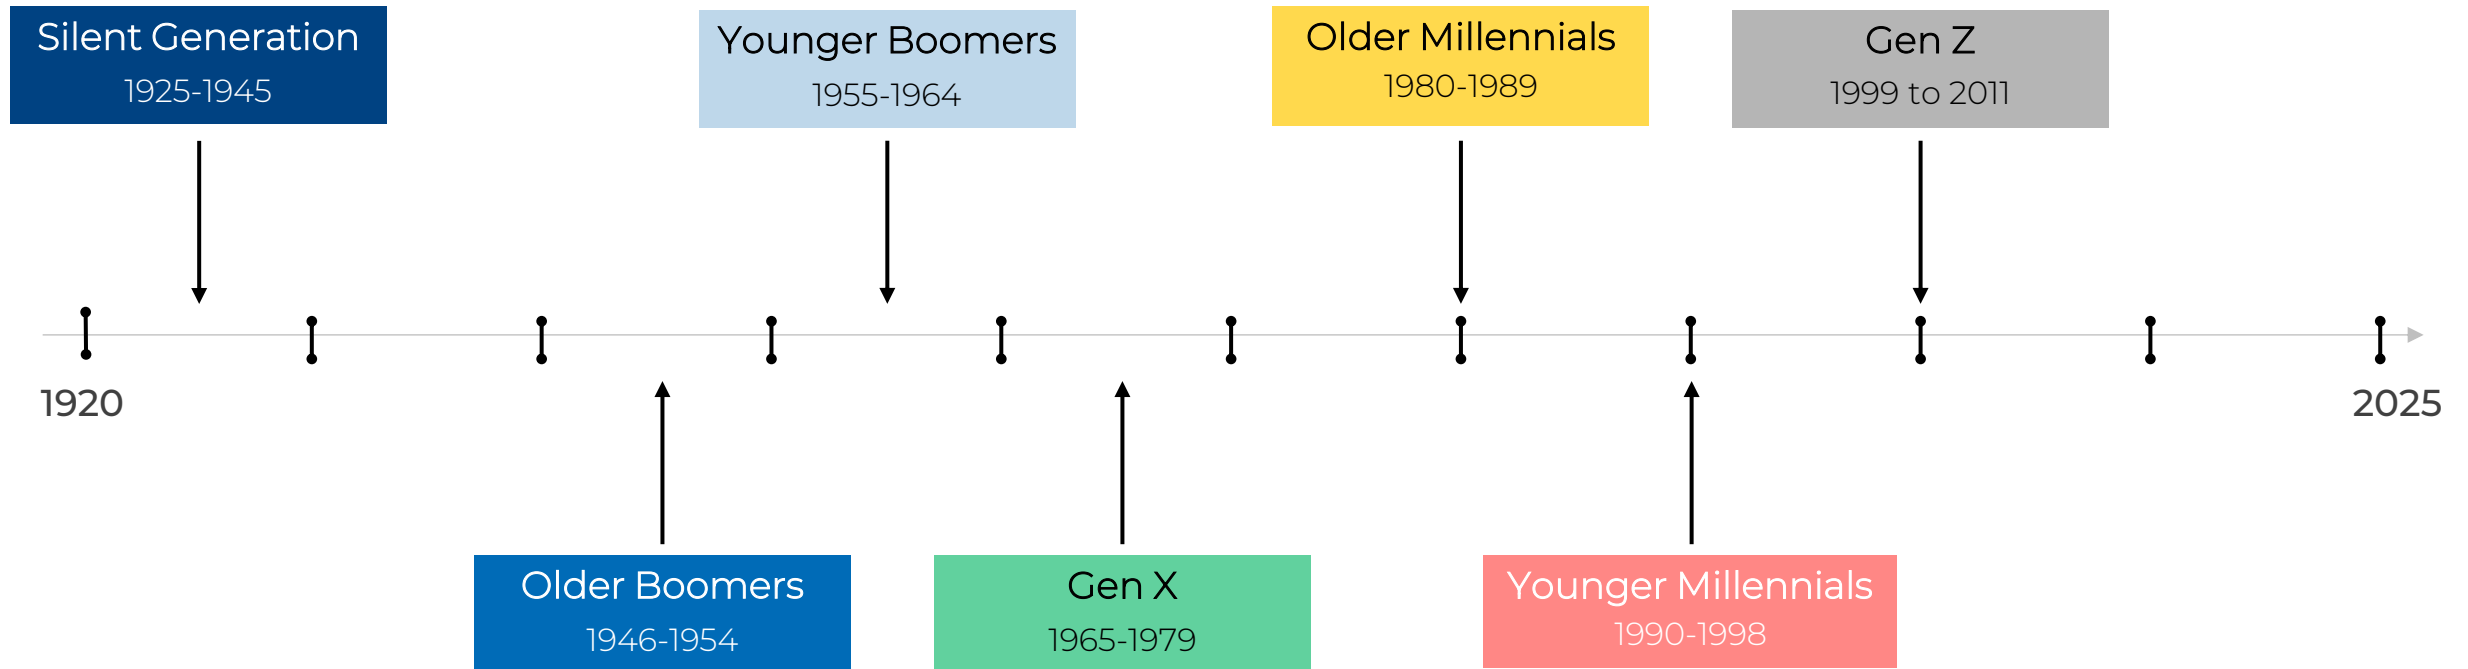 Silent Generation
1925-1945
Younger Boomers
1955-1964
Older Millennials
1980-1989
Gen Z
1999 to 2011
1920
2025
Older Boomers
1946-1954
Gen X
1965-1979
Younger Millennials
1990-1998